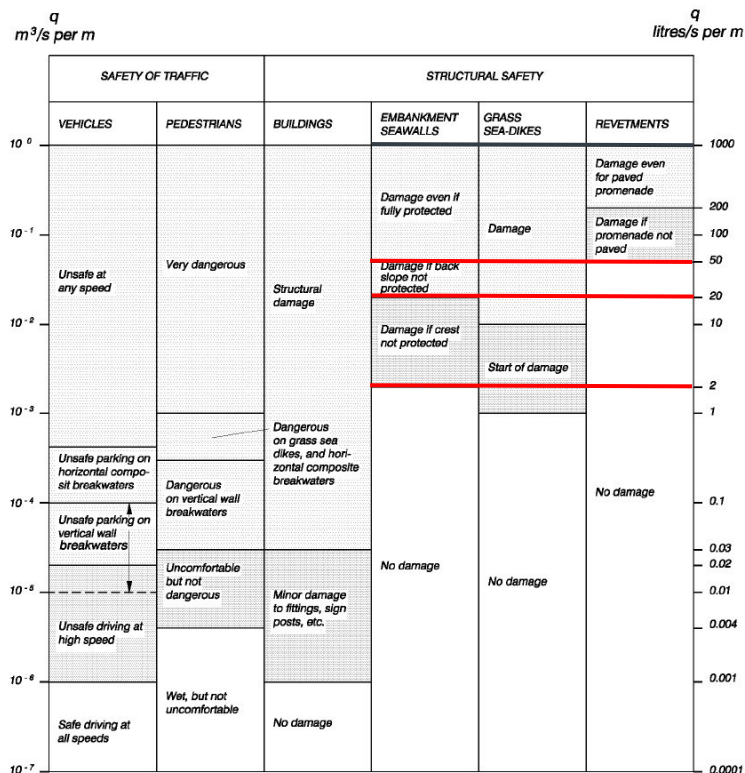 q
m³/s per m
q
litres/s per m
SAFETY OF TRAFFIC
STRUCTURAL SAFETY
VEHICLES
PEDESTRIANS
BUILDINGS
EMBANKMENT
SEAWALLS
GRASS
SEA-DIKES
REVETMENTS
10⁰
10⁻¹
10⁻²
10⁻³
10⁻⁴
10⁻⁵
10⁻⁶
10⁻⁷
Unsafe at
any speed
Unsafe parking on
horizontal compo-
sit breakwaters
Unsafe parking on
vertical wall
breakwaters
Unsafe driving at
high speed
Safe driving at
all speeds
Very dangerous
Dangerous
on grass sea
dikes, and hori-
zontal composite
breakwaters
Dangerous
on vertical wall
breakwaters
Uncomfortable
but not
dangerous
Wet, but not
uncomfortable
Structural
damage
Minor damage
to fittings, sign
posts, etc.
No damage
Damage even if
fully protected
Damage if back
slope not
protected
Damage if crest
not protected
No damage
Damage
Start of damage
No damage
Damage even
for paved
promenade
Damage if
promenade not
paved
No damage
1000
200
100
50
20
10
2
1
0.1
0.03
0.02
0.01
0.004
0.001
0.0001